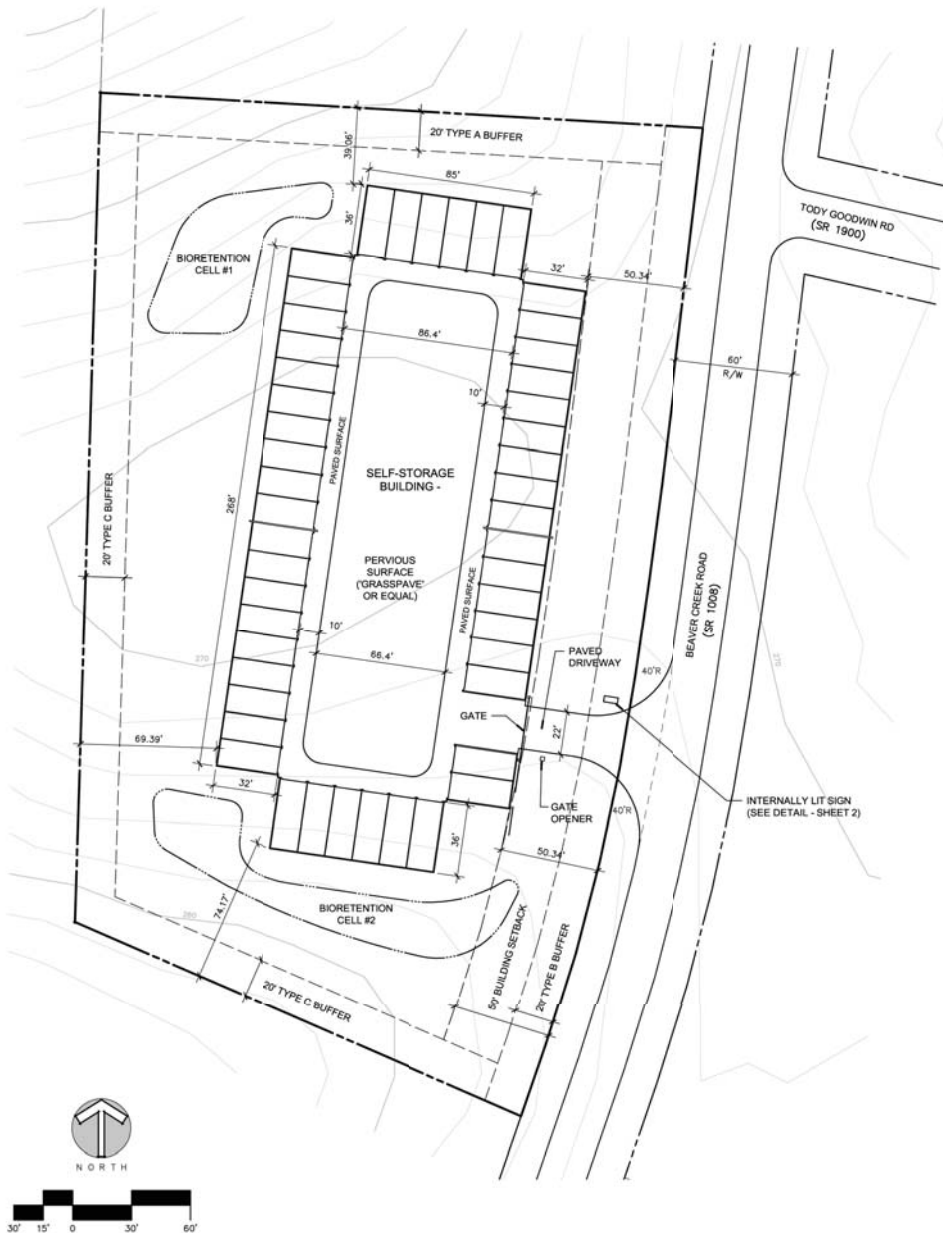 20' TYPE A BUFFER
39.06'
85'
36'
BIORETENTION
CELL #1
TODY GOODWIN RD
(SR 1900)
32'
50.34'
86.4'
60'
R/W
10'
PAVED SURFACE
SELF-STORAGE
BUILDING -
268'
20' TYPE C BUFFER
PERVIOUS
SURFACE
('GRASSPAVE'
OR EQUAL)
PAVED SURFACE
BEAVER CREEK ROAD
(SR 1008)
10'
66.4'
270
270
PAVED
DRIVEWAY
40'R
GATE
22'
69.39'
32'
GATE
OPENER
40'R
INTERNALLY LIT SIGN
(SEE DETAIL - SHEET 2)
36'
50.34'
74.17'
BIORETENTION
CELL #2
260
50' BUILDING SETBACK
20' TYPE B BUFFER
20' TYPE C BUFFER
NORTH
30' 15' 0 30' 60'